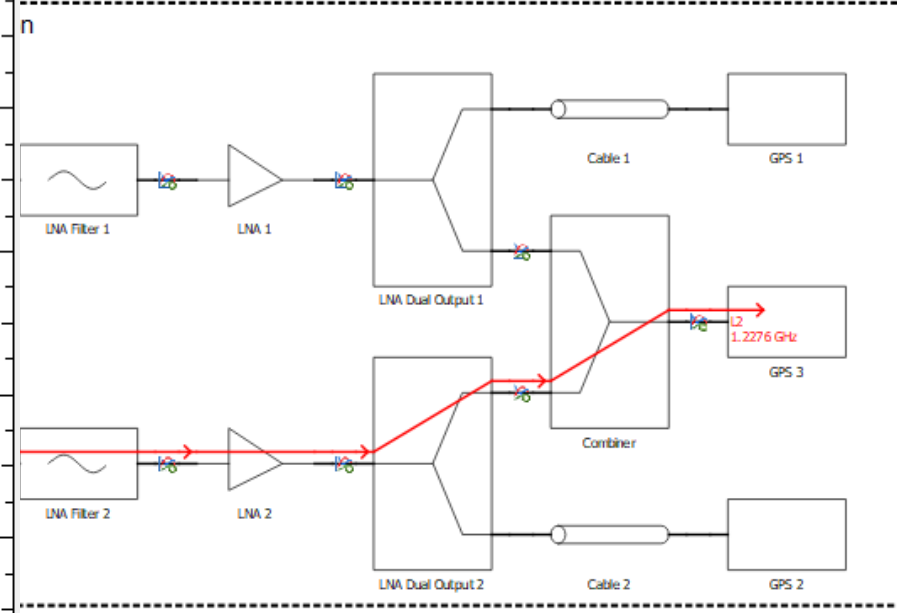 n
Cable 1
GPS 1
LNA Filter 1
LNA 1
LNA Dual Output 1
L2
1.2276 GHz
GPS 3
Combiner
LNA Filter 2
LNA 2
LNA Dual Output 2
Cable 2
GPS 2